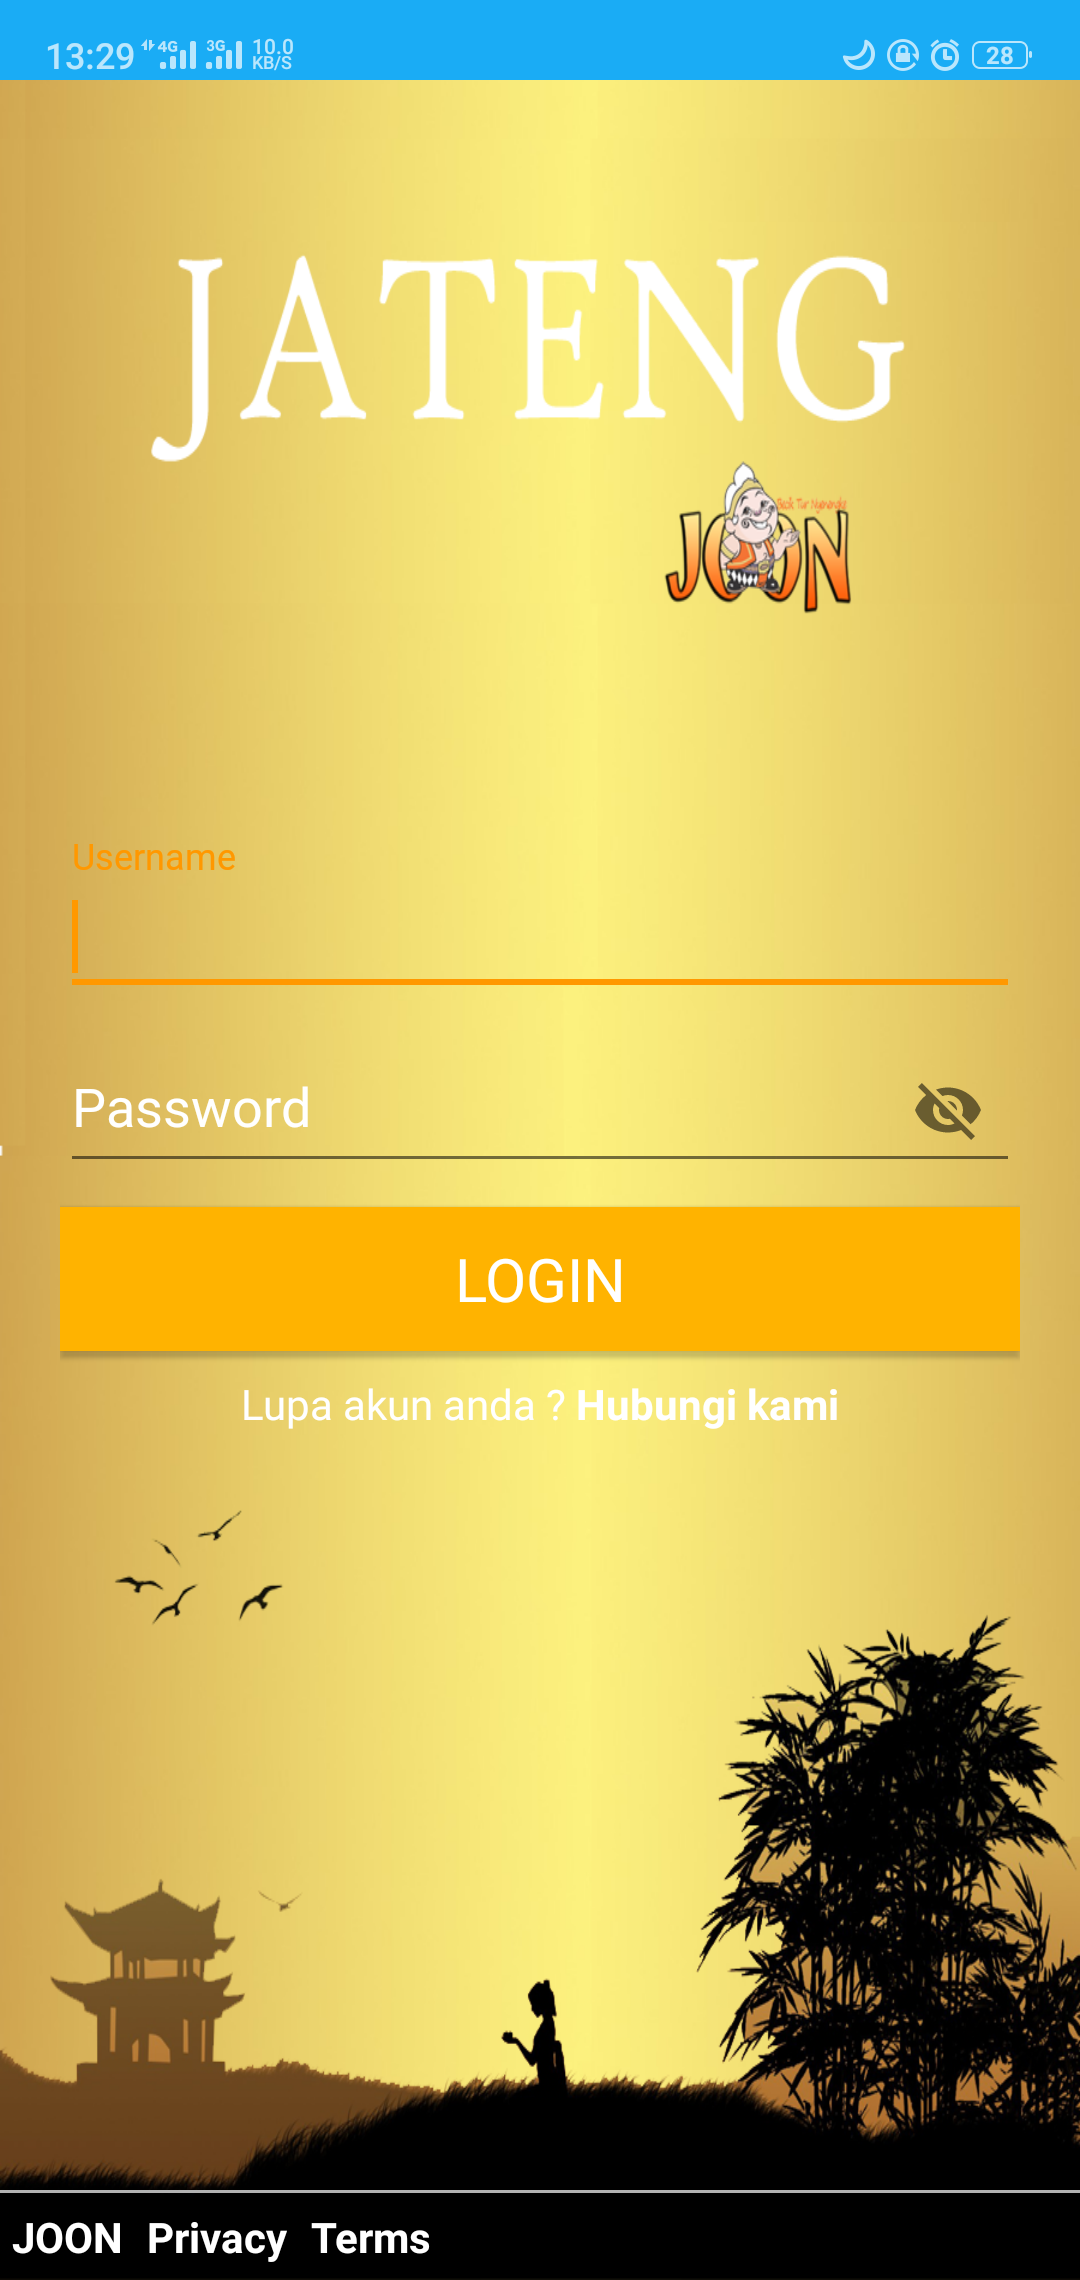 13:29 4G 3G 10.0 KB/S 28
JATENG
JOON
Username
Password
LOGIN
Lupa akun anda ? Hubungi kami
JOON Privacy Terms